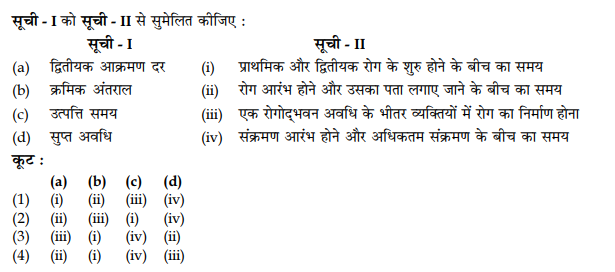 सूची - I को सूची - II से सुमेलित कीजिए :
सूची - I सूची - II
(a) द्वितीयक आक्रमण दर (i) प्राथमिक और द्वितीयक रोग के शुरु होने के बीच का समय
(b) क्रमिक अंतराल (ii) रोग आरंभ होने और उसका पता लगाए जाने के बीच का समय
(c) उत्पत्ति समय (iii) एक रोगोद्भवन अवधि के भीतर व्यक्तियों में रोग का निर्माण होना
(d) सुप्त अवधि (iv) संक्रमण आरंभ होने और अधिकतम संक्रमण के बीच का समय
कूट :
(a) (b) (c) (d)
(1) (i) (ii) (iii) (iv)
(2) (ii) (iii) (i) (iv)
(3) (iii) (i) (iv) (ii)
(4) (ii) (i) (iv) (iii)